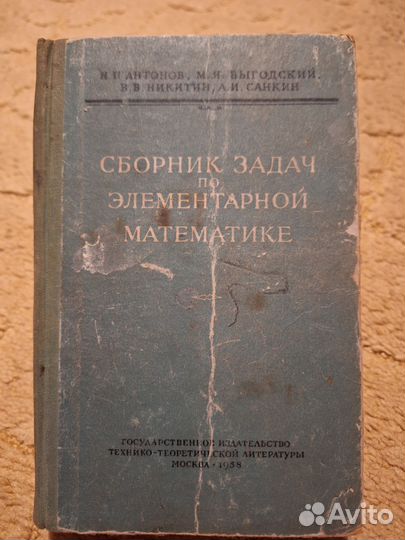 Н. П. АНТОНОВ, М. Я. ВЫГОДСКИЙ,
В. В. НИКИТИН, А. И. САНКИН
СБОРНИК ЗАДАЧ
ПО
ЭЛЕМЕНТАРНОЙ
МАТЕМАТИКЕ
ГОСУДАРСТВЕННОЕ ИЗДАТЕЛЬСТВО
ТЕХНИКО-ТЕОРЕТИЧЕСКОЙ ЛИТЕРАТУРЫ
МОСКВА · 1958
Avito